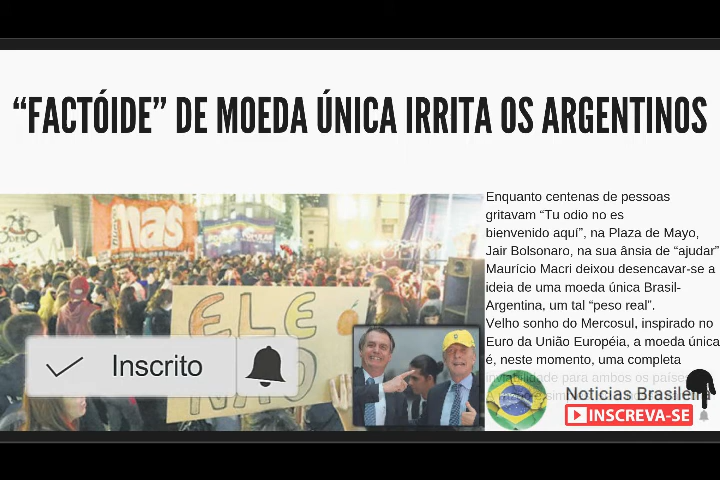 “FACTÓIDE” DE MOEDA ÚNICA IRRITA OS ARGENTINOS
Enquanto centenas de pessoas
gritavam “Tu odio no es
bienvenido aquí”, na Plaza de Mayo,
Jair Bolsonaro, na sua ânsia de “ajudar”
Maurício Macri deixou desencavar-se a
ideia de uma moeda única Brasil-
Argentina, um tal “peso real”.
Velho sonho do Mercosul, inspirado no
Euro da União Européia, a moeda única
é, neste momento, uma completa
inviabilidade para ambos os países
mas
ELE
NÃO
Inscrito
Noticias Brasileir
INSCREVA-SE